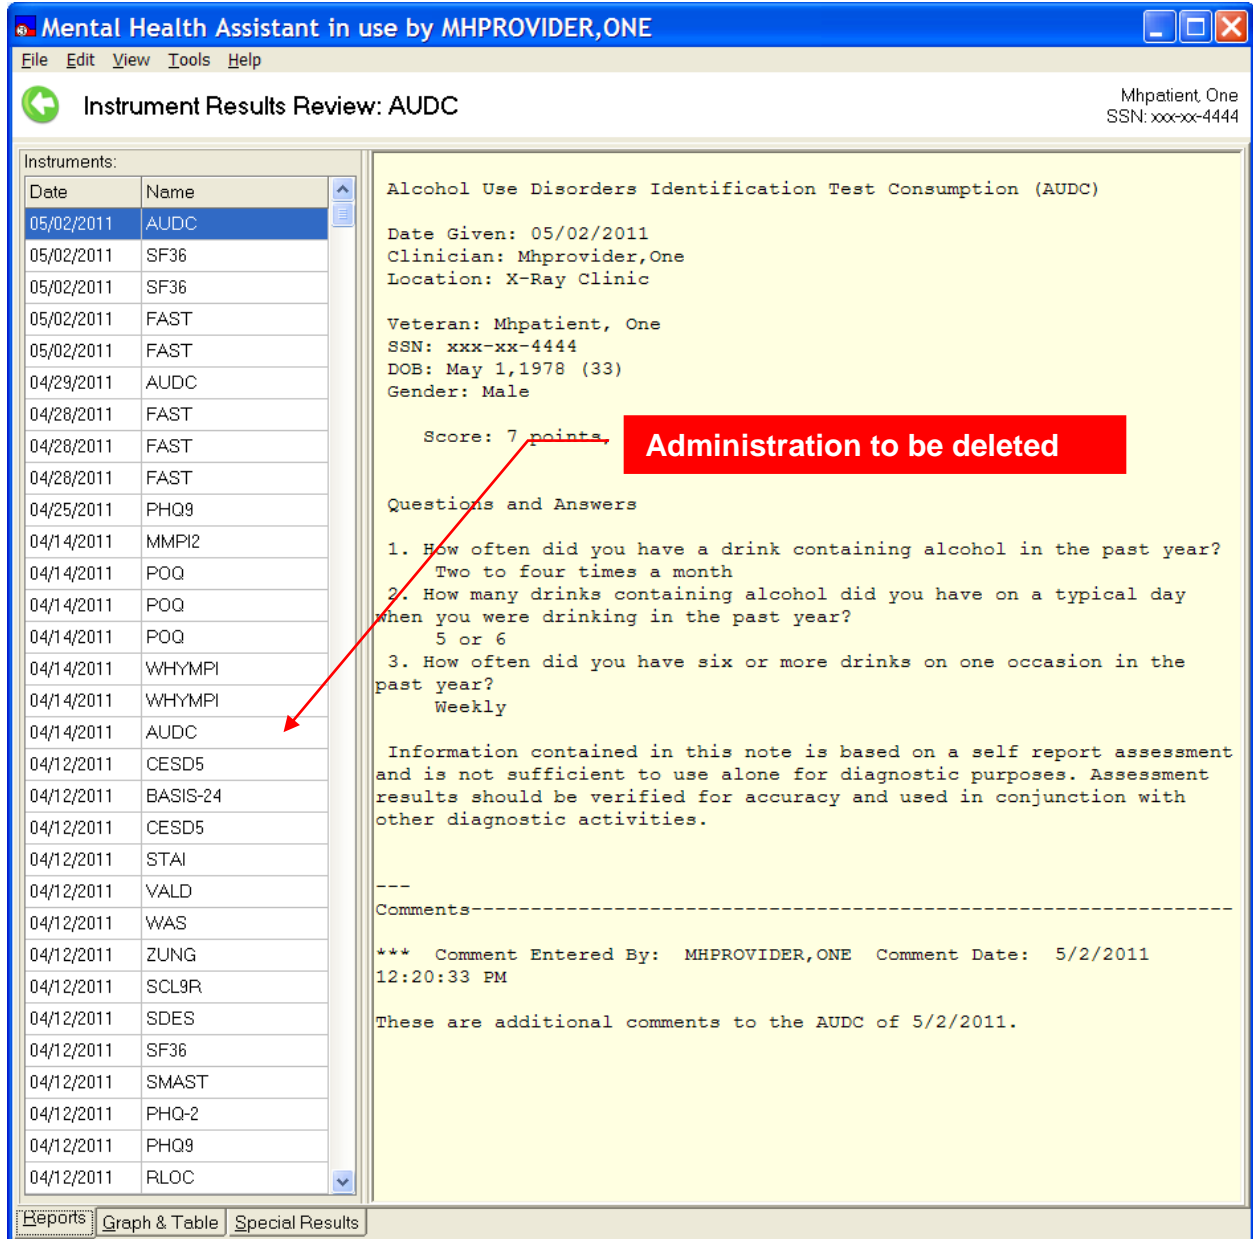 Mental Health Assistant in use by MHPROVIDER,ONE
File Edit View Tools Help
Instrument Results Review: AUDC
Mhpatient, One
SSN: xxx-xx-4444
Instruments:
Date Name
05/02/2011 AUDC
05/02/2011 SF36
05/02/2011 SF36
05/02/2011 FAST
05/02/2011 FAST
04/29/2011 AUDC
04/28/2011 FAST
04/28/2011 FAST
04/28/2011 FAST
04/25/2011 PHQ9
04/14/2011 MMPI2
04/14/2011 POQ
04/14/2011 POQ
04/14/2011 POQ
04/14/2011 WHYMPI
04/14/2011 WHYMPI
04/14/2011 AUDC
04/12/2011 CESD5
04/12/2011 BASIS-24
04/12/2011 CESD5
04/12/2011 STAI
04/12/2011 VALD
04/12/2011 WAS
04/12/2011 ZUNG
04/12/2011 SCL9R
04/12/2011 SDES
04/12/2011 SF36
04/12/2011 SMAST
04/12/2011 PHQ-2
04/12/2011 PHQ9
04/12/2011 RLOC
Alcohol Use Disorders Identification Test Consumption (AUDC)
Date Given: 05/02/2011
Clinician: Mhprovider,One
Location: X-Ray Clinic
Veteran: Mhpatient, One
SSN: xxx-xx-4444
DOB: May 1,1978 (33)
Gender: Male
Score: 7 points,
Administration to be deleted
Questions and Answers
1. How often did you have a drink containing alcohol in the past year?
Two to four times a month
2. How many drinks containing alcohol did you have on a typical day
when you were drinking in the past year?
5 or 6
3. How often did you have six or more drinks on one occasion in the
past year?
Weekly
Information contained in this note is based on a self report assessment
and is not sufficient to use alone for diagnostic purposes. Assessment
results should be verified for accuracy and used in conjunction with
other diagnostic activities.
---
Comments----------------------------------------------------------------
*** Comment Entered By: MHPROVIDER,ONE Comment Date: 5/2/2011
12:20:33 PM
These are additional comments to the AUDC of 5/2/2011.
Reports Graph & Table Special Results